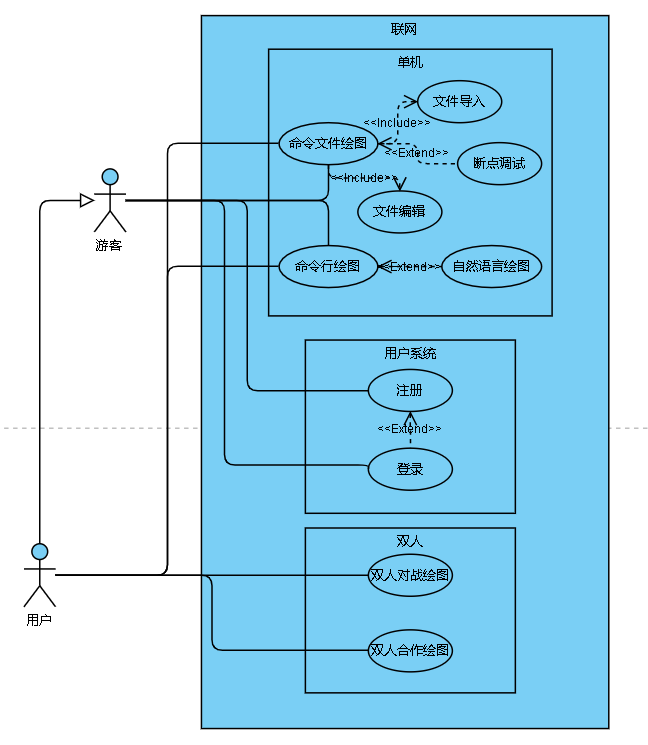 联网
单机
文件导入
<<Include>>
命令文件绘图
<<Extend>>
断点调试
<<Include>>
文件编辑
游客
命令行绘图
<<Extend>>
自然语言绘图
用户系统
注册
<<Extend>>
登录
双人
双人对战绘图
用户
双人合作绘图